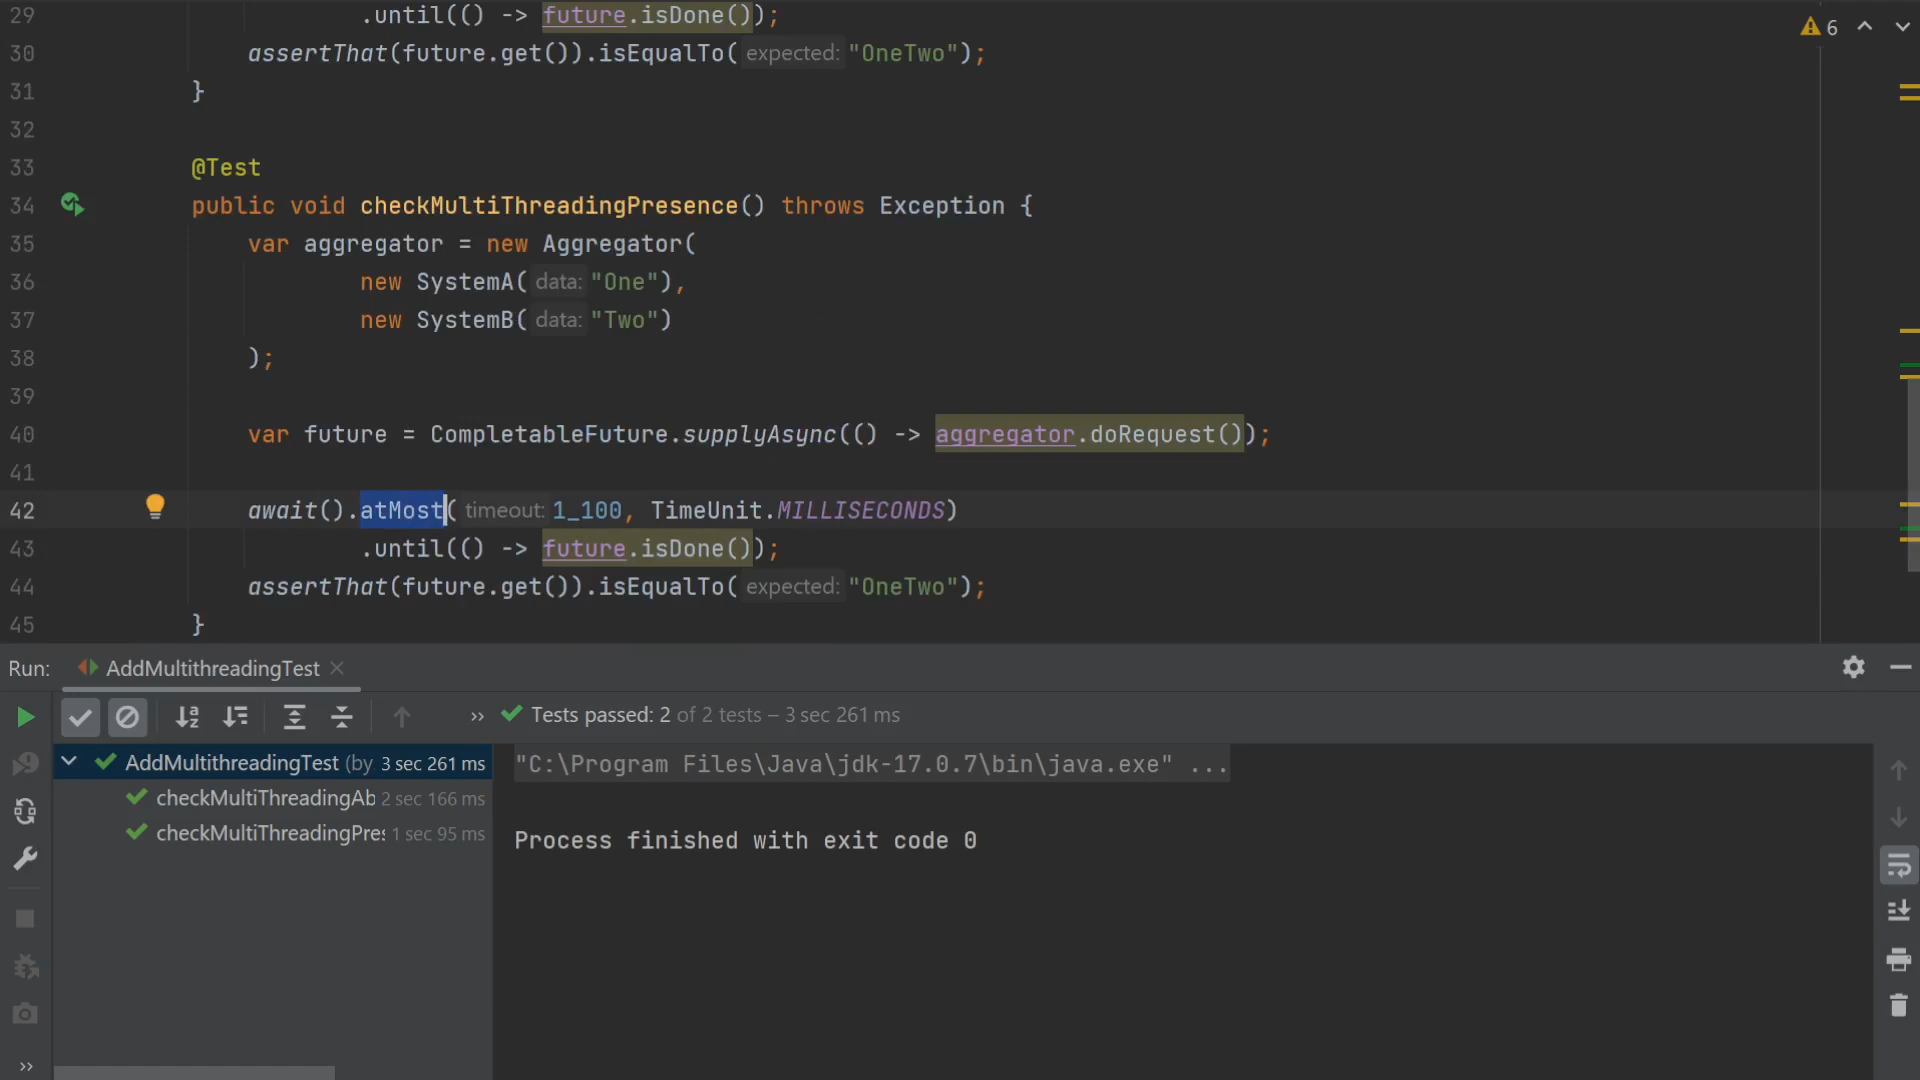 29 .until(() -> future.isDone());
30 assertThat(future.get()).isEqualTo( expected: "OneTwo");
31 }
32
33 @Test
34 public void checkMultiThreadingPresence() throws Exception {
35 var aggregator = new Aggregator(
36 new SystemA( data: "One"),
37 new SystemB( data: "Two")
38 );
39
40 var future = CompletableFuture.supplyAsync(() -> aggregator.doRequest());
41
42 await().atMost( timeout: 1_100, TimeUnit.MILLISECONDS)
43 .until(() -> future.isDone());
44 assertThat(future.get()).isEqualTo( expected: "OneTwo");
45 }
6
Run: AddMultithreadingTest
» Tests passed: 2 of 2 tests – 3 sec 261 ms
AddMultithreadingTest (by 3 sec 261 ms
checkMultiThreadingAb 2 sec 166 ms
checkMultiThreadingPres 1 sec 95 ms
"C:\Program Files\Java\jdk-17.0.7\bin\java.exe" ...
Process finished with exit code 0
»